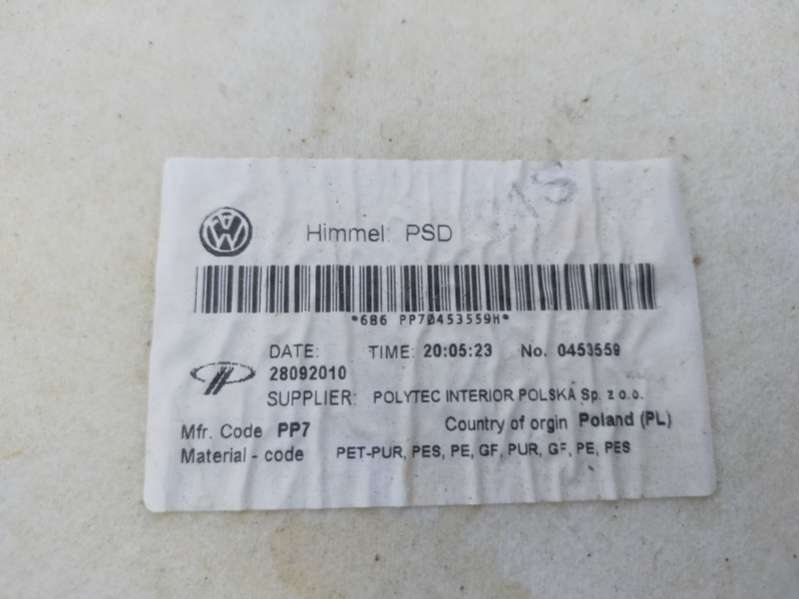 Himmel: PSD
*6B6 PP70453559H*
DATE: TIME: 20:05:23 No. 0453559
28092010
SUPPLIER: POLYTEC INTERIOR POLSKA Sp. z o.o.
Mfr. Code PP7 Country of orgin Poland (PL)
Material - code PET-PUR, PES, PE, GF, PUR, GF, PE, PES